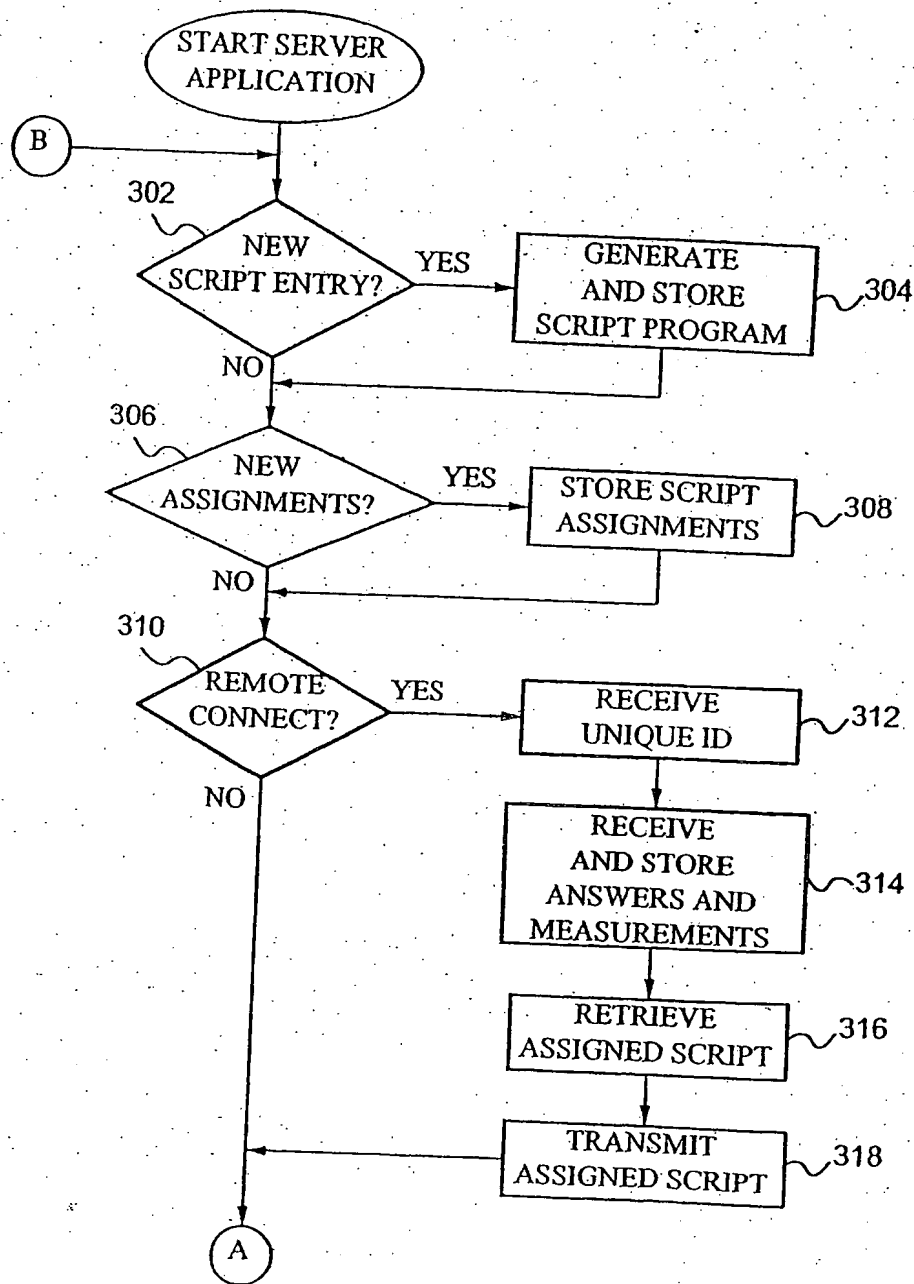 START SERVER
APPLICATION
B
302
NEW
SCRIPT ENTRY?
YES
GENERATE
AND STORE
SCRIPT PROGRAM
304
NO
306
NEW
ASSIGNMENTS?
YES
STORE SCRIPT
ASSIGNMENTS
308
NO
310
REMOTE
CONNECT?
YES
RECEIVE
UNIQUE ID
312
NO
RECEIVE
AND STORE
ANSWERS AND
MEASUREMENTS
314
RETRIEVE
ASSIGNED SCRIPT
316
TRANSMIT
ASSIGNED SCRIPT
318
A